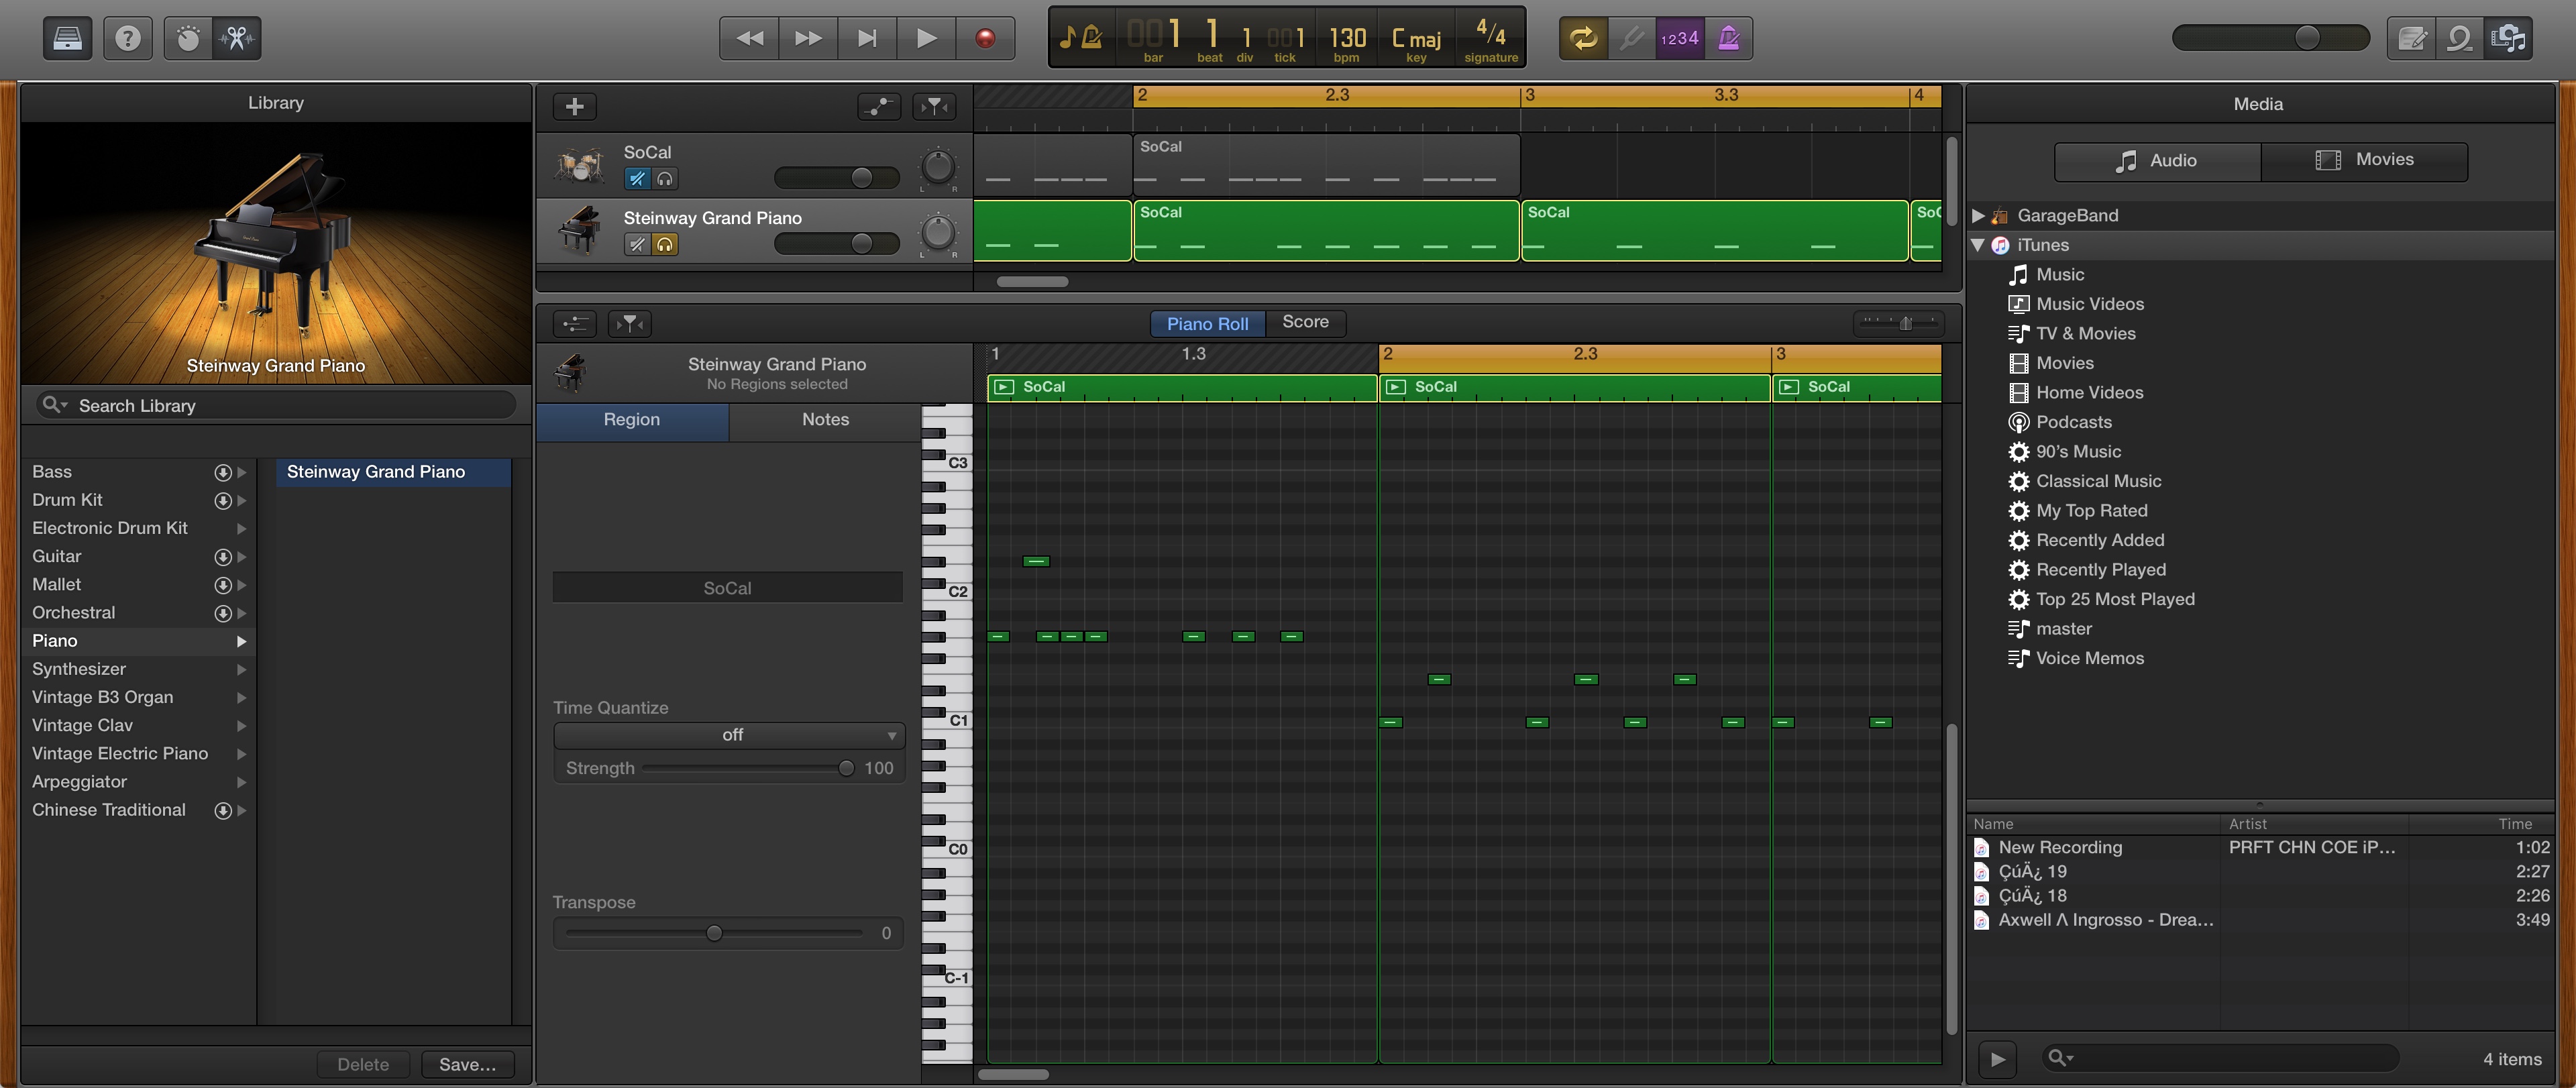 001 1 1 001 130 C maj 4/4
bar beat div tick bpm key signature
1234
Library
Steinway Grand Piano
Search Library
Bass
Drum Kit
Electronic Drum Kit
Guitar
Mallet
Orchestral
Piano
Synthesizer
Vintage B3 Organ
Vintage Clav
Vintage Electric Piano
Arpeggiator
Chinese Traditional
Steinway Grand Piano
Delete Save...
2 2.3 3 3.3 4
SoCal
L R
SoCal
Steinway Grand Piano
L R
SoCal SoCal SoC
Piano Roll Score
Steinway Grand Piano
No Regions selected
1 1.3 2 2.3 3
SoCal SoCal SoCal
Region Notes
SoCal
Time Quantize
off
Strength 100
Transpose
0
C3
C2
C1
C0
C-1
Media
Audio Movies
GarageBand
iTunes
Music
Music Videos
TV & Movies
Movies
Home Videos
Podcasts
90's Music
Classical Music
My Top Rated
Recently Added
Recently Played
Top 25 Most Played
master
Voice Memos
Name Artist Time
New Recording PRFT CHN COE iP... 1:02
ÇúÄ¿ 19 2:27
ÇúÄ¿ 18 2:26
Axwell Λ Ingrosso - Drea... 3:49
4 items